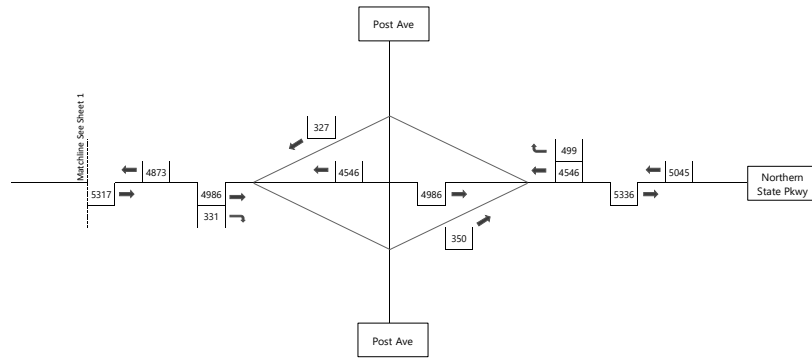 Post Ave
Matchline See Sheet 1
327
499
4873
4546
4546
5045
Northern
State Pkwy
5317
4986
4986
5336
331
350
Post Ave